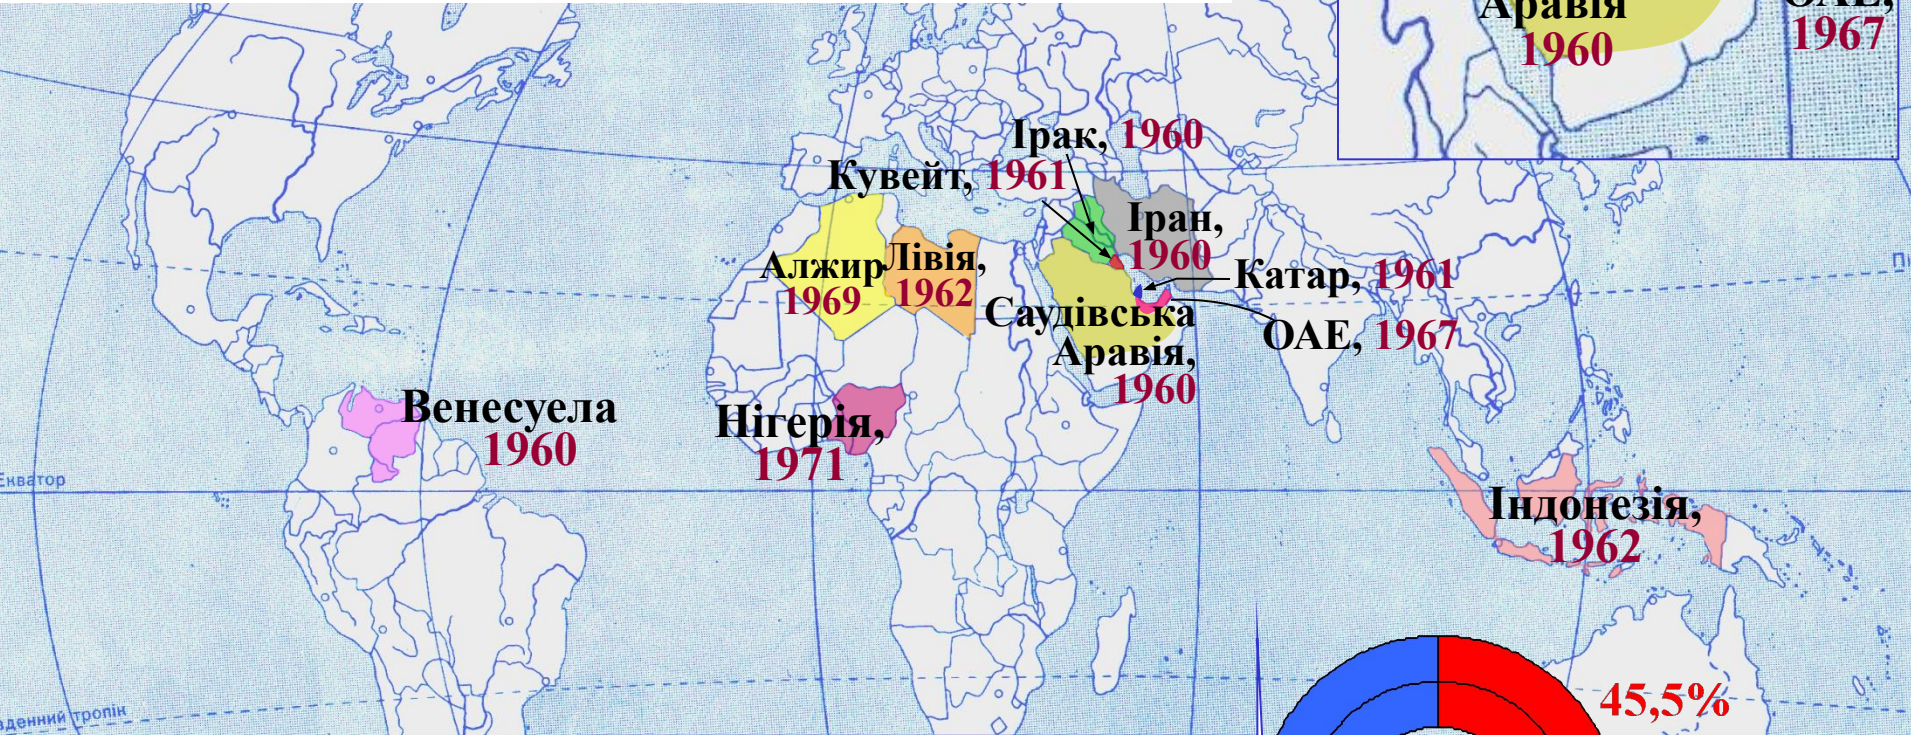 Аравія
1960
ОАЕ,
1967
Ірак, 1960
Кувейт, 1961
Іран,
1960
Алжир
1969
Лівія,
1962
Катар, 1961
Саудівська
Аравія,
1960
ОАЕ, 1967
Венесуела
1960
Нігерія,
1971
Екватор
Індонезія,
1962
тропік
45,5%